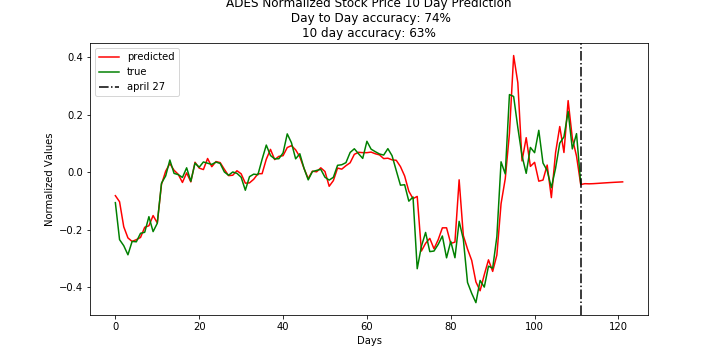 ADES Normalized Stock Price 10 Day Prediction
Day to Day accuracy: 74%
10 day accuracy: 63%
predicted
true
april 27
Normalized Values
0.4
0.2
0.0
−0.2
−0.4
0 20 40 60 80 100 120
Days